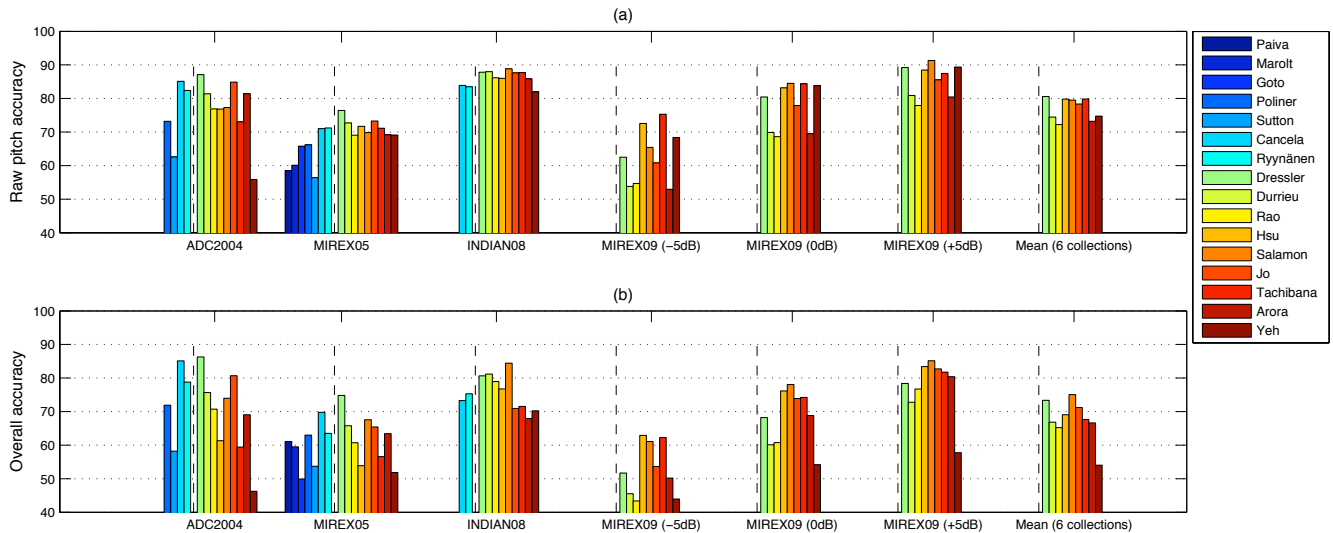 (a)
Raw pitch accuracy
100
90
80
70
60
50
40
ADC2004
MIREX05
INDIAN08
MIREX09 (−5dB)
MIREX09 (0dB)
MIREX09 (+5dB)
Mean (6 collections)
Paiva
Marolt
Goto
Poliner
Sutton
Cancela
Ryynänen
Dressler
Durrieu
Rao
Hsu
Salamon
Jo
Tachibana
Arora
Yeh
(b)
Overall accuracy
100
90
80
70
60
50
40
ADC2004
MIREX05
INDIAN08
MIREX09 (−5dB)
MIREX09 (0dB)
MIREX09 (+5dB)
Mean (6 collections)